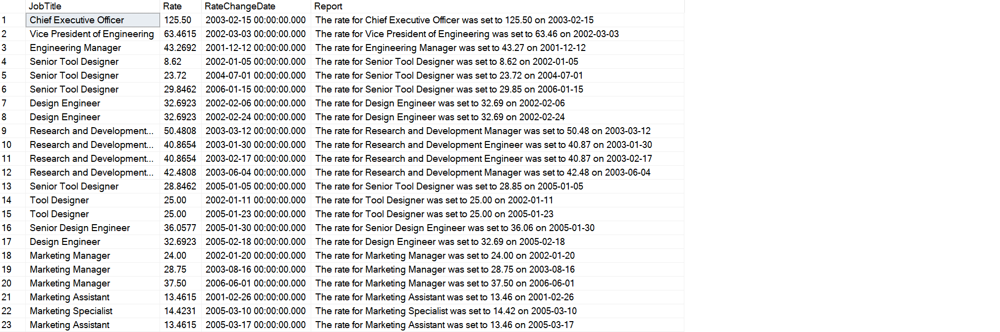 JobTitle Rate RateChangeDate Report
1 Chief Executive Officer 125.50 2003-02-15 00:00:00.000 The rate for Chief Executive Officer was set to 125.50 on 2003-02-15
2 Vice President of Engineering 63.4615 2002-03-03 00:00:00.000 The rate for Vice President of Engineering was set to 63.46 on 2002-03-03
3 Engineering Manager 43.2692 2001-12-12 00:00:00.000 The rate for Engineering Manager was set to 43.27 on 2001-12-12
4 Senior Tool Designer 8.62 2002-01-05 00:00:00.000 The rate for Senior Tool Designer was set to 8.62 on 2002-01-05
5 Senior Tool Designer 23.72 2004-07-01 00:00:00.000 The rate for Senior Tool Designer was set to 23.72 on 2004-07-01
6 Senior Tool Designer 29.8462 2006-01-15 00:00:00.000 The rate for Senior Tool Designer was set to 29.85 on 2006-01-15
7 Design Engineer 32.6923 2002-02-06 00:00:00.000 The rate for Design Engineer was set to 32.69 on 2002-02-06
8 Design Engineer 32.6923 2002-02-24 00:00:00.000 The rate for Design Engineer was set to 32.69 on 2002-02-24
9 Research and Development... 50.4808 2003-03-12 00:00:00.000 The rate for Research and Development Manager was set to 50.48 on 2003-03-12
10 Research and Development... 40.8654 2003-01-30 00:00:00.000 The rate for Research and Development Engineer was set to 40.87 on 2003-01-30
11 Research and Development... 40.8654 2003-02-17 00:00:00.000 The rate for Research and Development Engineer was set to 40.87 on 2003-02-17
12 Research and Development... 42.4808 2003-06-04 00:00:00.000 The rate for Research and Development Manager was set to 42.48 on 2003-06-04
13 Senior Tool Designer 28.8462 2005-01-05 00:00:00.000 The rate for Senior Tool Designer was set to 28.85 on 2005-01-05
14 Tool Designer 25.00 2002-01-11 00:00:00.000 The rate for Tool Designer was set to 25.00 on 2002-01-11
15 Tool Designer 25.00 2005-01-23 00:00:00.000 The rate for Tool Designer was set to 25.00 on 2005-01-23
16 Senior Design Engineer 36.0577 2005-01-30 00:00:00.000 The rate for Senior Design Engineer was set to 36.06 on 2005-01-30
17 Design Engineer 32.6923 2005-02-18 00:00:00.000 The rate for Design Engineer was set to 32.69 on 2005-02-18
18 Marketing Manager 24.00 2002-01-20 00:00:00.000 The rate for Marketing Manager was set to 24.00 on 2002-01-20
19 Marketing Manager 28.75 2003-08-16 00:00:00.000 The rate for Marketing Manager was set to 28.75 on 2003-08-16
20 Marketing Manager 37.50 2006-06-01 00:00:00.000 The rate for Marketing Manager was set to 37.50 on 2006-06-01
21 Marketing Assistant 13.4615 2001-02-26 00:00:00.000 The rate for Marketing Assistant was set to 13.46 on 2001-02-26
22 Marketing Specialist 14.4231 2005-03-10 00:00:00.000 The rate for Marketing Specialist was set to 14.42 on 2005-03-10
23 Marketing Assistant 13.4615 2005-03-17 00:00:00.000 The rate for Marketing Assistant was set to 13.46 on 2005-03-17